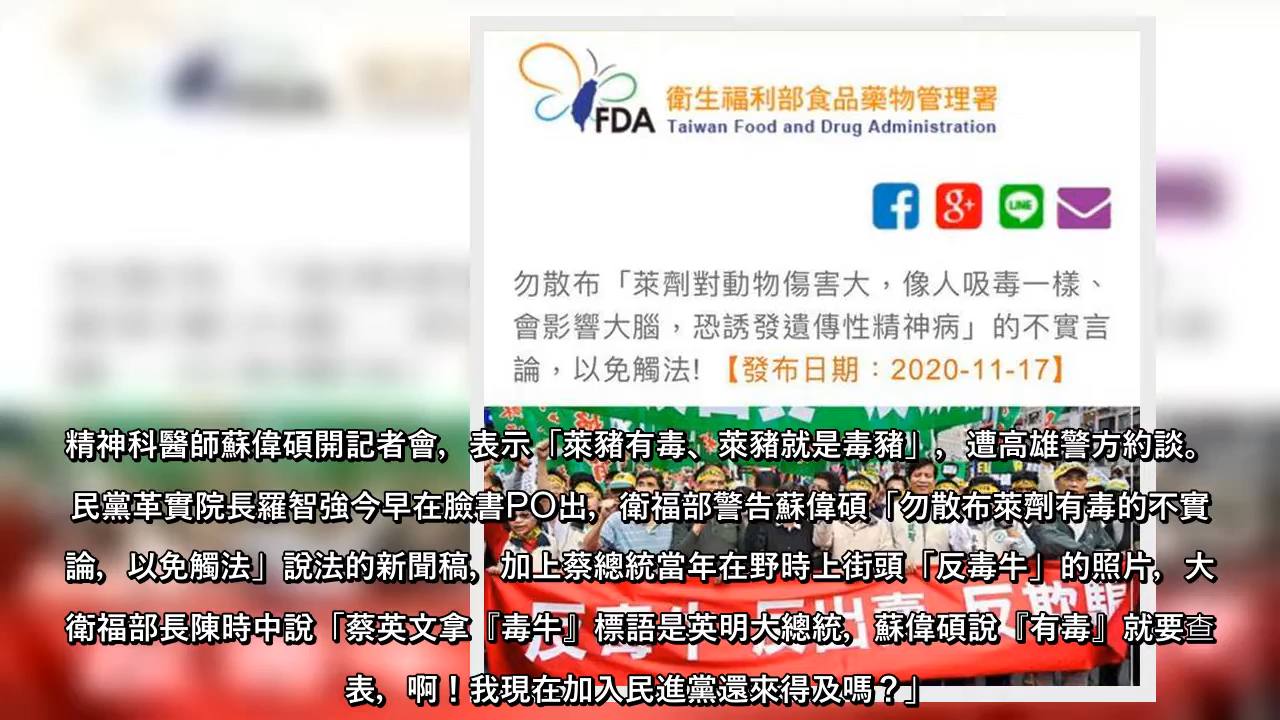 FDA
衛生福利部食品藥物管理署
Taiwan Food and Drug Administration
f
g+
LINE
勿散布「萊劑對動物傷害大，像人吸毒一樣、
會影響大腦，恐誘發遺傳性精神病」的不實言
論，以免觸法!【發布日期：2020-11-17】
精神科醫師蘇偉碩開記者會，表示「萊豬有毒、萊豬就是毒豬」，遭高雄警方約談。
民黨革實院長羅智強今早在臉書PO出，衛福部警告蘇偉碩「勿散布萊劑有毒的不實
論，以免觸法」說法的新聞稿，加上蔡總統當年在野時上街頭「反毒牛」的照片，大
衛福部長陳時中說「蔡英文拿『毒牛』標語是英明大總統，蘇偉碩說『有毒』就要查
表，啊！我現在加入民進黨還來得及嗎？」
反毒牛 反出賣 反欺騙